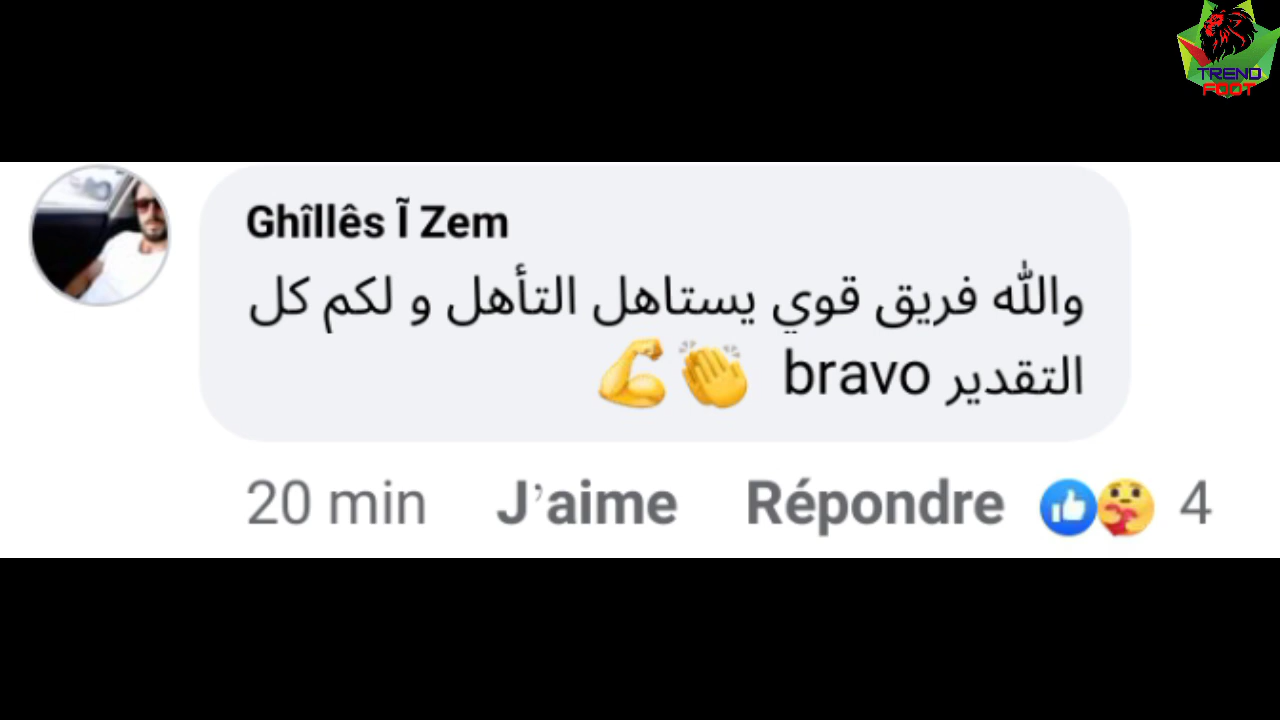 TREND
FOOT
Ghîllês Ĩ Zem
والله فريق قوي يستاهل التأهل و لكم كل
التقدير bravo 👏💪
20 min J'aime Répondre 4